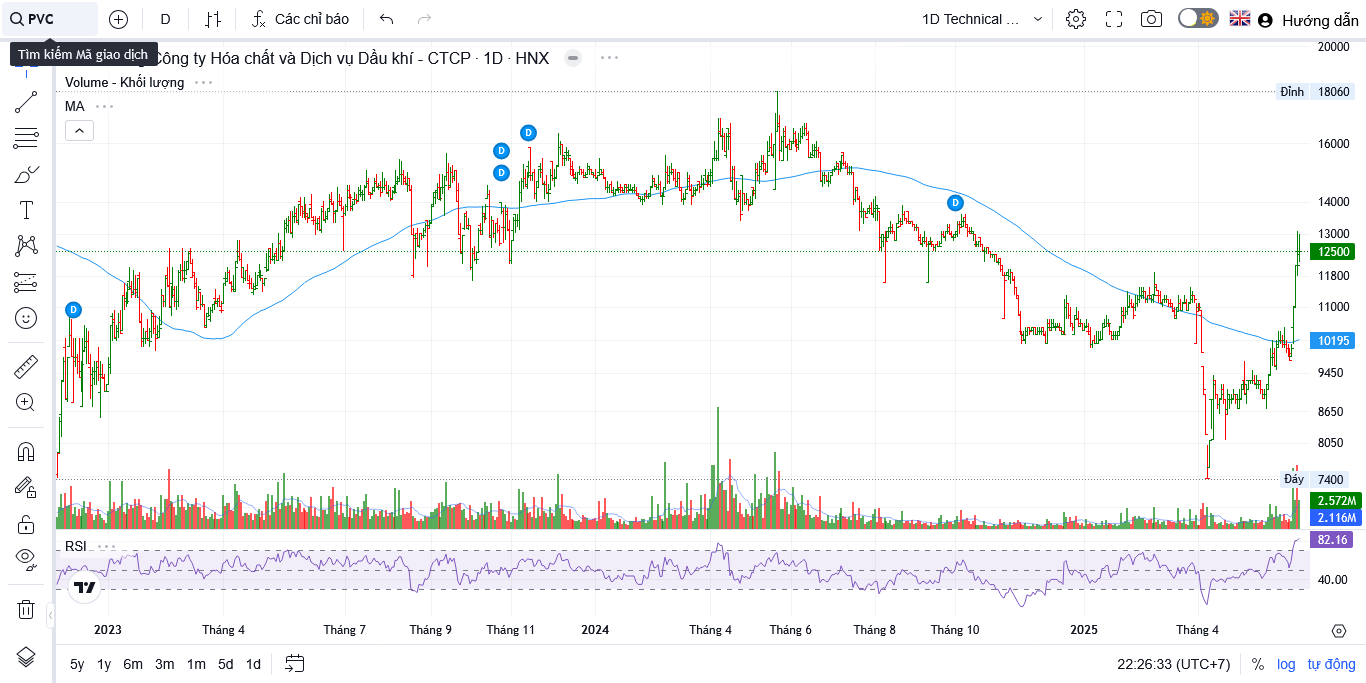 PVC D Các chỉ báo 1D Technical ... Hướng dẫn
Tìm kiếm Mã giao dịch
Công ty Hóa chất và Dịch vụ Dầu khí - CTCP · 1D · HNX
Volume - Khối lượng
MA
20000
Đỉnh 18060
16000
14000
13000
12500
11800
11000
10195
9450
8650
8050
Đáy 7400
2.572M
2.116M
82.16
40.00
D
D
D
D
D
RSI
2023 Tháng 4 Tháng 7 Tháng 9 Tháng 11 2024 Tháng 4 Tháng 6 Tháng 8 Tháng 10 2025 Tháng 4
5y 1y 6m 3m 1m 5d 1d 22:26:33 (UTC+7) % log tự động